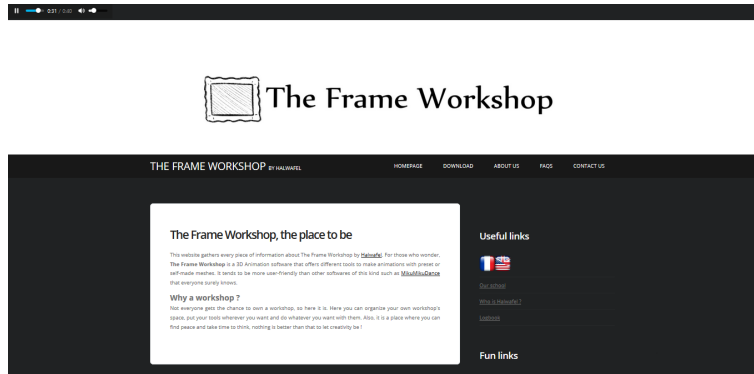 0:31 / 0:40
The Frame Workshop
THE FRAME WORKSHOP BY HALWAFEL
HOMEPAGE DOWNLOAD ABOUT US FAQS CONTACT US
The Frame Workshop, the place to be
This website gathers every piece of information about The Frame Workshop by Halwafel. For those who wonder,
The Frame Workshop is a 3D Animation software that offers different tools to make animations with preset or
self-made meshes. It tends to be more user-friendly than other softwares of this kind such as MikuMikuDance
that everyone surely knows.
Why a workshop ?
Not everyone gets the chance to own a workshop, so here it is. Here you can organize your own workshop's
space, put your tools wherever you want and do whatever you want with them. Also, it is a place where you can
find peace and take time to think, nothing is better than that to let creativity be !
Useful links
Our school
Who is Halwafel ?
Fun links